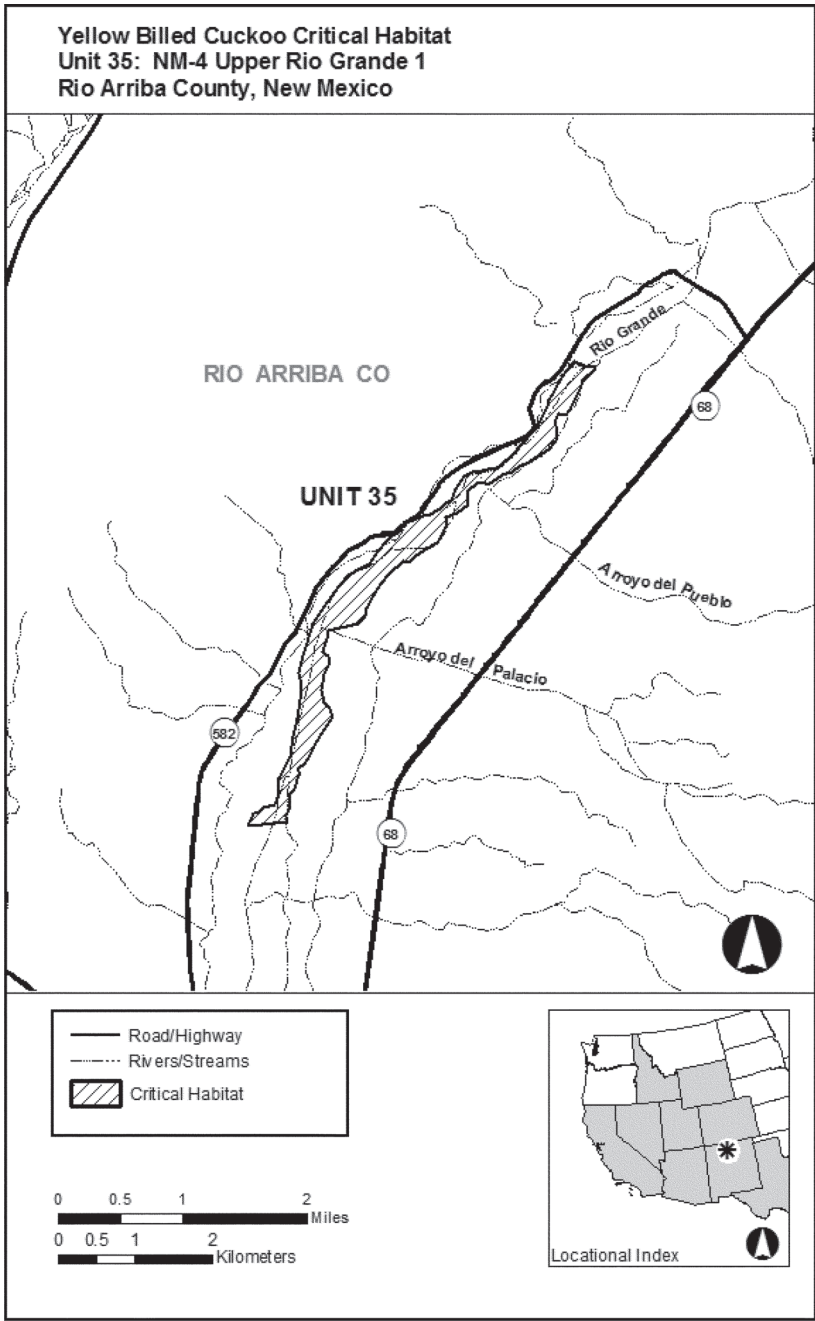 Yellow Billed Cuckoo Critical Habitat
Unit 35: NM-4 Upper Rio Grande 1
Rio Arriba County, New Mexico
Rio Grande
RIO ARRIBA CO
68
UNIT 35
Arroyo del Pueblo
Arroyo del Palacio
582
68
Road/Highway
Rivers/Streams
Critical Habitat
0 0.5 1 2
Miles
0 0.5 1 2
Kilometers
Locational Index